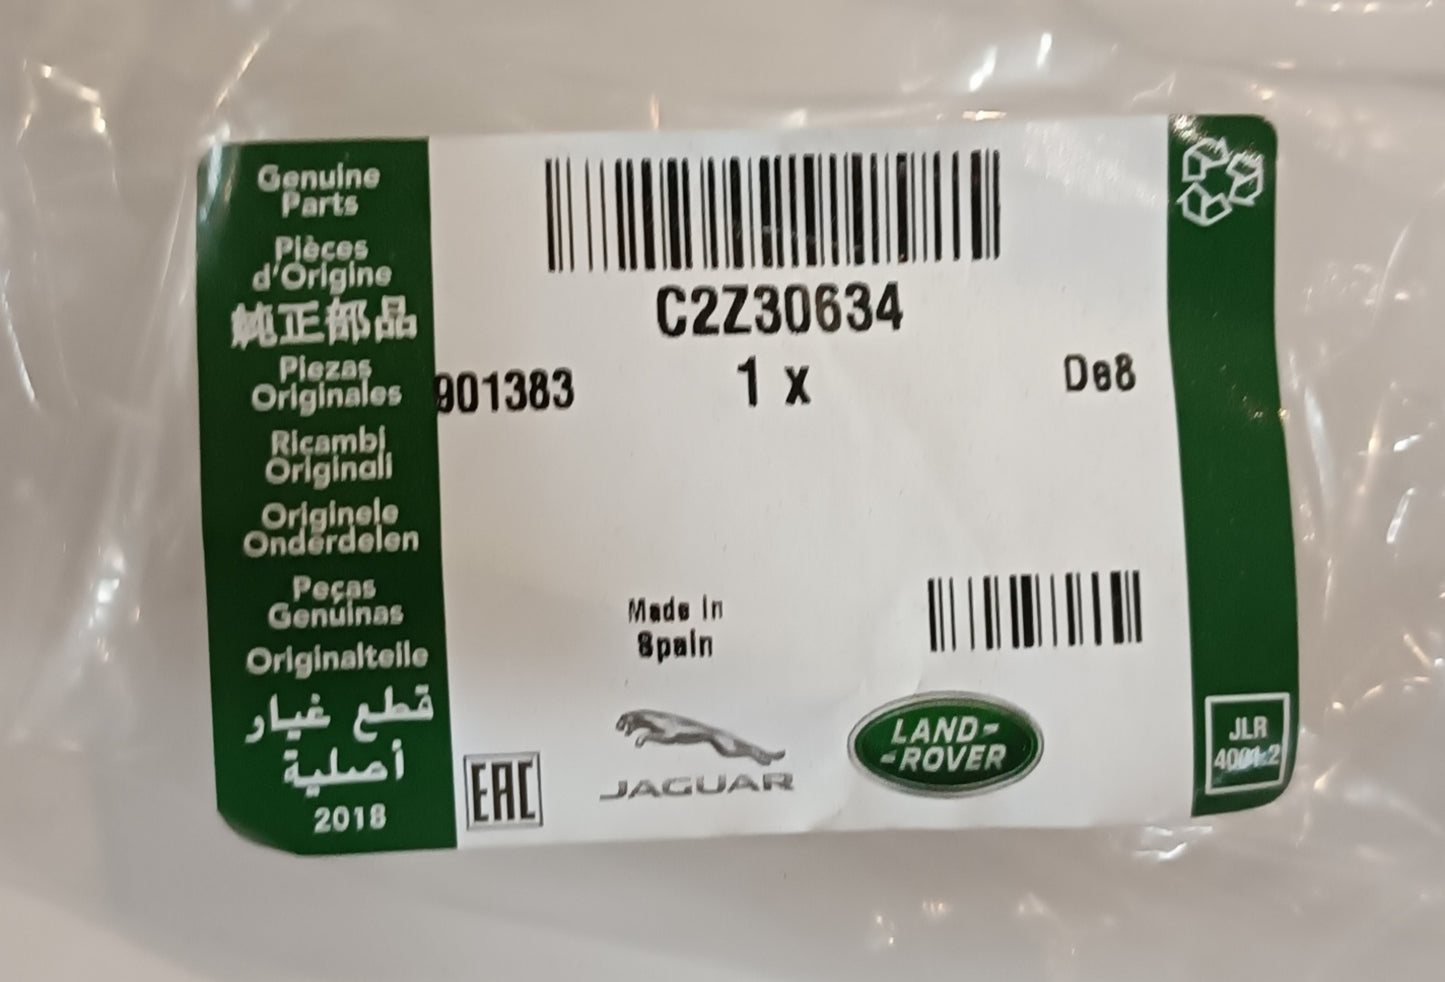 Genuine
Parts
Pièces
d'Origine
純正部品
Piezas
Originales
Ricambi
Originali
Originele
Onderdelen
Peças
Genuínas
Originalteile
قطع غيار
أصلية
2018
C2Z30634
901383 1 x De8
Made in
Spain
EAC
JAGUAR
LAND-
-ROVER
JLR